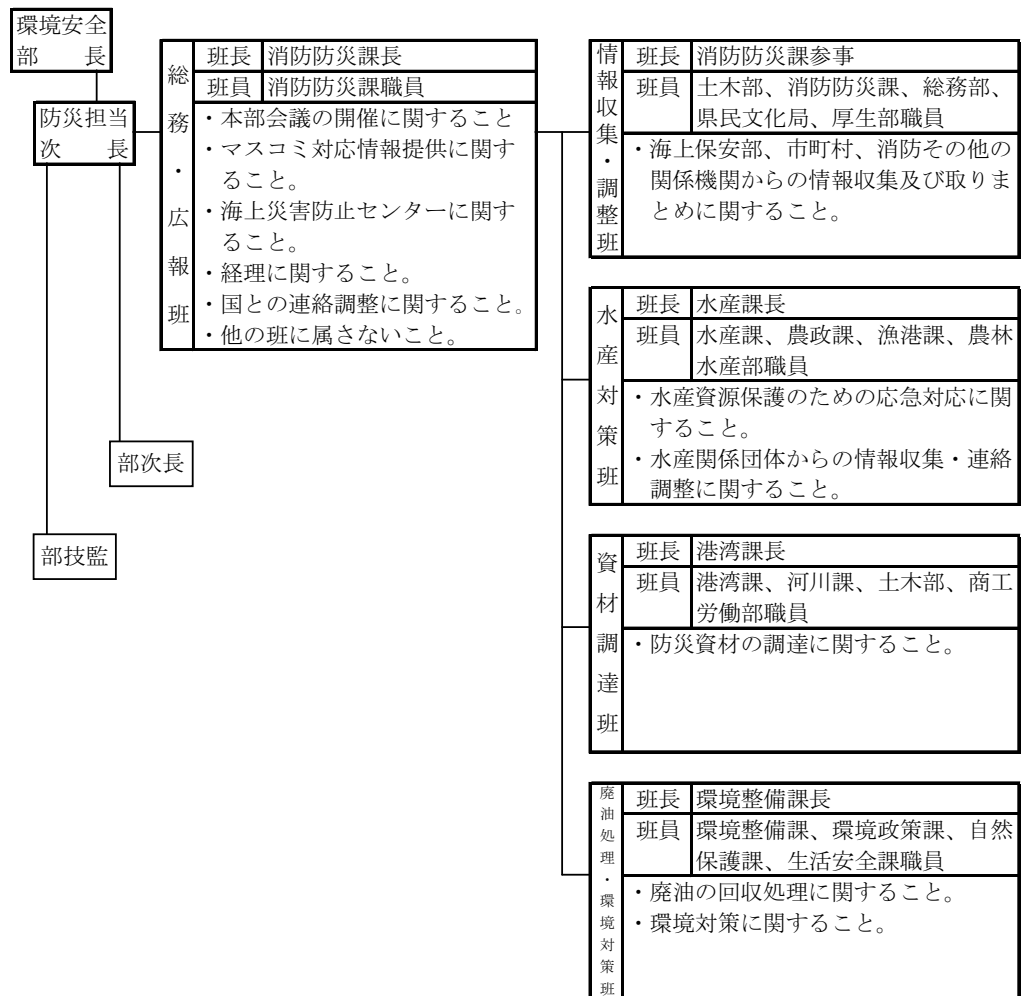 環境安全
部　　長
防災担当
次　　長
部次長
部技監
総務・広報班
班長 消防防災課長
班員 消防防災課職員
・本部会議の開催に関すること
・マスコミ対応情報提供に関す
ること。
・海上災害防止センターに関す
ること。
・経理に関すること。
・国との連絡調整に関すること。
・他の班に属さないこと。
情報収集・調整班
班長 消防防災課参事
班員 土木部、消防防災課、総務部、
県民文化局、厚生部職員
・海上保安部、市町村、消防その他の
関係機関からの情報収集及び取りま
とめに関すること。
水産対策班
班長 水産課長
班員 水産課、農政課、漁港課、農林
水産部職員
・水産資源保護のための応急対応に関
すること。
・水産関係団体からの情報収集・連絡
調整に関すること。
資材調達班
班長 港湾課長
班員 港湾課、河川課、土木部、商工
労働部職員
・防災資材の調達に関すること。
廃油処理・環境対策班
班長 環境整備課長
班員 環境整備課、環境政策課、自然
保護課、生活安全課職員
・廃油の回収処理に関すること。
・環境対策に関すること。